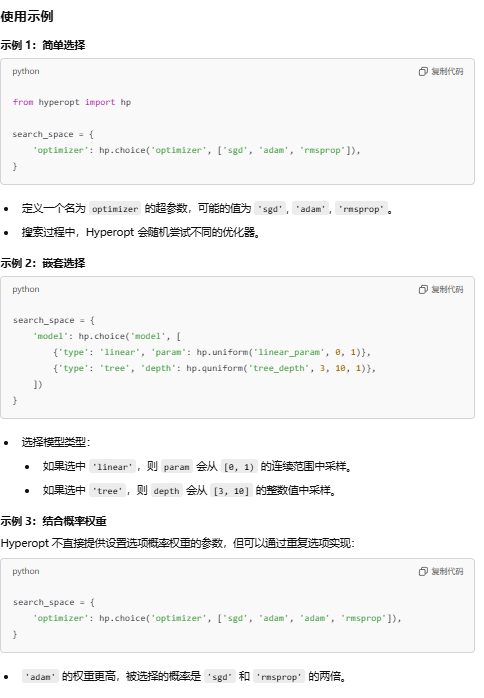 使用示例
示例 1：简单选择
python
复制代码
from hyperopt import hp
search_space = {
    'optimizer': hp.choice('optimizer', ['sgd', 'adam', 'rmsprop']),
}
• 定义一个名为 optimizer 的超参数，可能的值为 'sgd', 'adam', 'rmsprop'。
• 搜索过程中，Hyperopt 会随机尝试不同的优化器。
示例 2：嵌套选择
python
复制代码
search_space = {
    'model': hp.choice('model', [
        {'type': 'linear', 'param': hp.uniform('linear_param', 0, 1)},
        {'type': 'tree', 'depth': hp.quniform('tree_depth', 3, 10, 1)},
    ])
}
• 选择模型类型：
• 如果选中 'linear'，则 param 会从 [0, 1) 的连续范围中采样。
• 如果选中 'tree'，则 depth 会从 [3, 10] 的整数值中采样。
示例 3：结合概率权重
Hyperopt 不直接提供设置选项概率权重的参数，但可以通过重复选项实现：
python
复制代码
search_space = {
    'optimizer': hp.choice('optimizer', ['sgd', 'adam', 'adam', 'rmsprop']),
}
• 'adam' 的权重更高，被选择的概率是 'sgd' 和 'rmsprop' 的两倍。